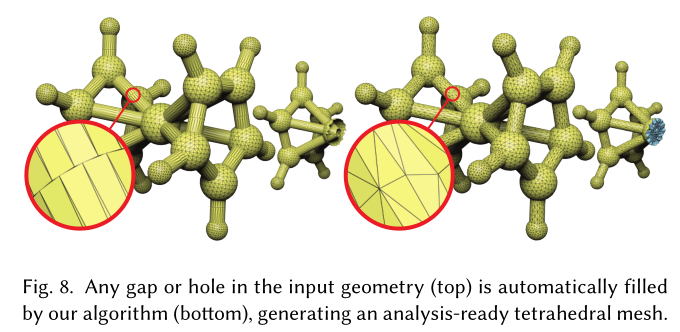 Fig. 8. Any gap or hole in the input geometry (top) is automatically filled
by our algorithm (bottom), generating an analysis-ready tetrahedral mesh.